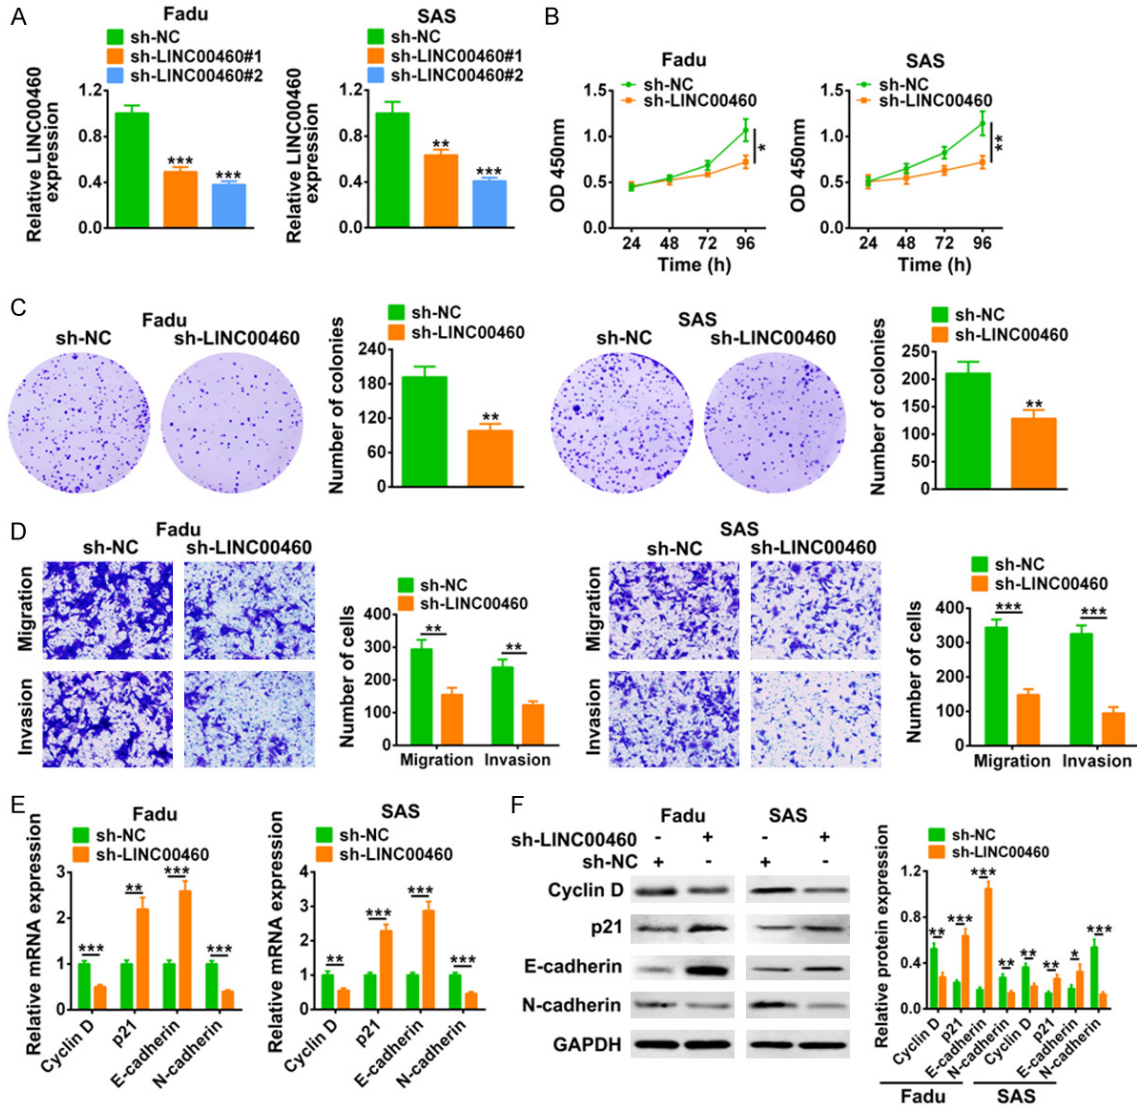 A
Fadu
sh-NC
sh-LINC00460#1
sh-LINC00460#2
Relative LINC00460
expression
1.2
0.8
0.4
0.0
***
***
SAS
sh-NC
sh-LINC00460#1
sh-LINC00460#2
Relative LINC00460
expression
1.2
0.8
0.4
0.0
**
***
B
Fadu
sh-NC
sh-LINC00460
OD 450nm
1.5
1.0
0.5
0.0
*
24 48 72 96
Time (h)
SAS
sh-NC
sh-LINC00460
OD 450nm
1.5
1.0
0.5
0.0
**
24 48 72 96
Time (h)
C
Fadu
sh-NC sh-LINC00460
sh-NC
sh-LINC00460
Number of colonies
240
180
120
60
0
**
SAS
sh-NC sh-LINC00460
sh-NC
sh-LINC00460
Number of colonies
250
200
150
100
50
0
**
D
Fadu
sh-NC sh-LINC00460
Migration
Invasion
sh-NC
sh-LINC00460
Number of cells
400
300
200
100
0
**
**
Migration Invasion
SAS
sh-NC sh-LINC00460
Migration
Invasion
sh-NC
sh-LINC00460
Number of cells
400
300
200
100
0
***
***
Migration Invasion
E
Fadu
sh-NC
sh-LINC00460
Relative mRNA expression
3
2
1
0
***
**
***
***
Cyclin D
p21
E-cadherin
N-cadherin
SAS
sh-NC
sh-LINC00460
Relative mRNA expression
4
3
2
1
0
**
***
***
***
Cyclin D
p21
E-cadherin
N-cadherin
F
Fadu SAS
sh-LINC00460 - + - +
sh-NC + - + -
Cyclin D
p21
E-cadherin
N-cadherin
GAPDH
sh-NC
sh-LINC00460
Relative protein expression
1.2
0.8
0.4
0.0
**
***
***
**
**
**
*
***
Cyclin D
p21
E-cadherin
N-cadherin
Cyclin D
p21
E-cadherin
N-cadherin
Fadu SAS